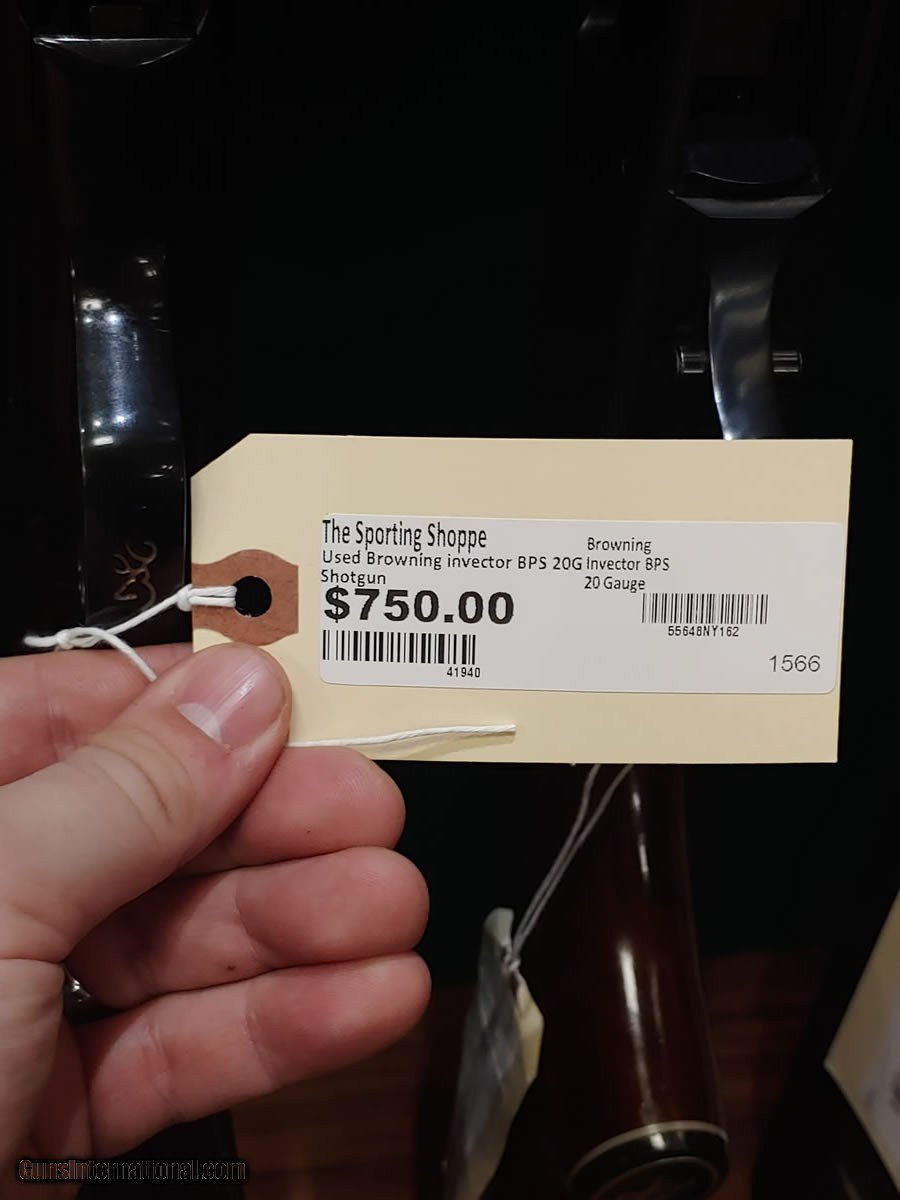 The Sporting Shoppe
Used Browning invector BPS 20G
Shotgun
$750.00
41940
Browning
Invector BPS
20 Gauge
55648NY162
1566
GunsInternational.com